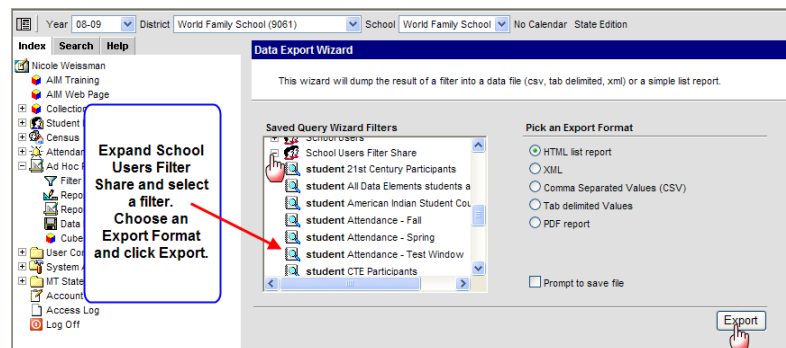 Year 08-09 District World Family School (9061) School World Family School No Calendar State Edition
Index Search Help
Data Export Wizard
Nicole Weissman
AIM Training
AIM Web Page
Collection
Student
Census
Attendan
Ad Hoc
Filter
Repo
Repo
Data
Cube
User Co
System A
MT State
Account
Access Log
Log Off
Expand School
Users Filter
Share and select
a filter.
Choose an
Export Format
and click Export.
This wizard will dump the result of a filter into a data file (csv, tab delimited, xml) or a simple list report.
Saved Query Wizard Filters
School Users
School Users Filter Share
student 21st Century Participants
student All Data Elements students a
student American Indian Student Cou
student Attendance - Fall
student Attendance - Spring
student Attendance - Test Window
student CTE Participants
Pick an Export Format
HTML list report
XML
Comma Separated Values (CSV)
Tab delimited Values
PDF report
Prompt to save file
Export